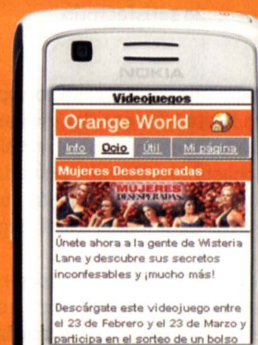 NOKIA
Videojuegos
Orange World
Info Ocio Útil Mi página
Mujeres Desesperadas
MUJERES
DESESPERADAS
Únete ahora a la gente de Wisteria
Lane y descubre sus secretos
inconfesables y ¡mucho más!
Descárgate este videojuego entre
el 23 de Febrero y el 23 de Marzo y
participa en el sorteo de un bolso